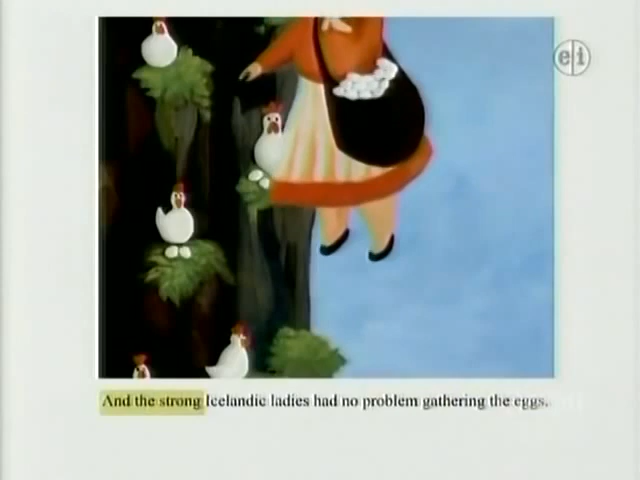 e i
And the strong Icelandic ladies had no problem gathering the eggs.